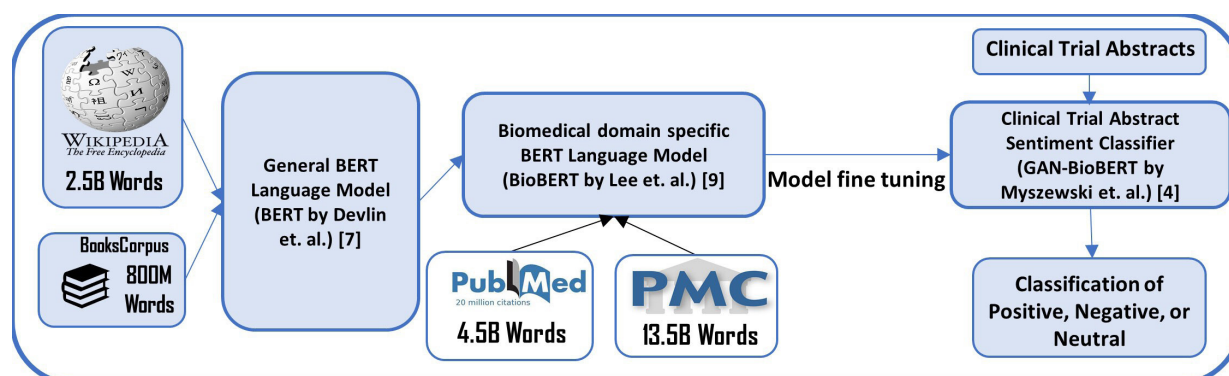 WIKIPEDIA
The Free Encyclopedia
2.5B Words
BooksCorpus
800M
Words
General BERT
Language Model
(BERT by Devlin
et. al.) [7]
Biomedical domain specific
BERT Language Model
(BioBERT by Lee et. al.) [9]
PubMed
20 million citations
4.5B Words
PMC
13.5B Words
Model fine tuning
Clinical Trial Abstracts
Clinical Trial Abstract
Sentiment Classifier
(GAN-BioBERT by
Myszewski et. al.) [4]
Classification of
Positive, Negative, or
Neutral